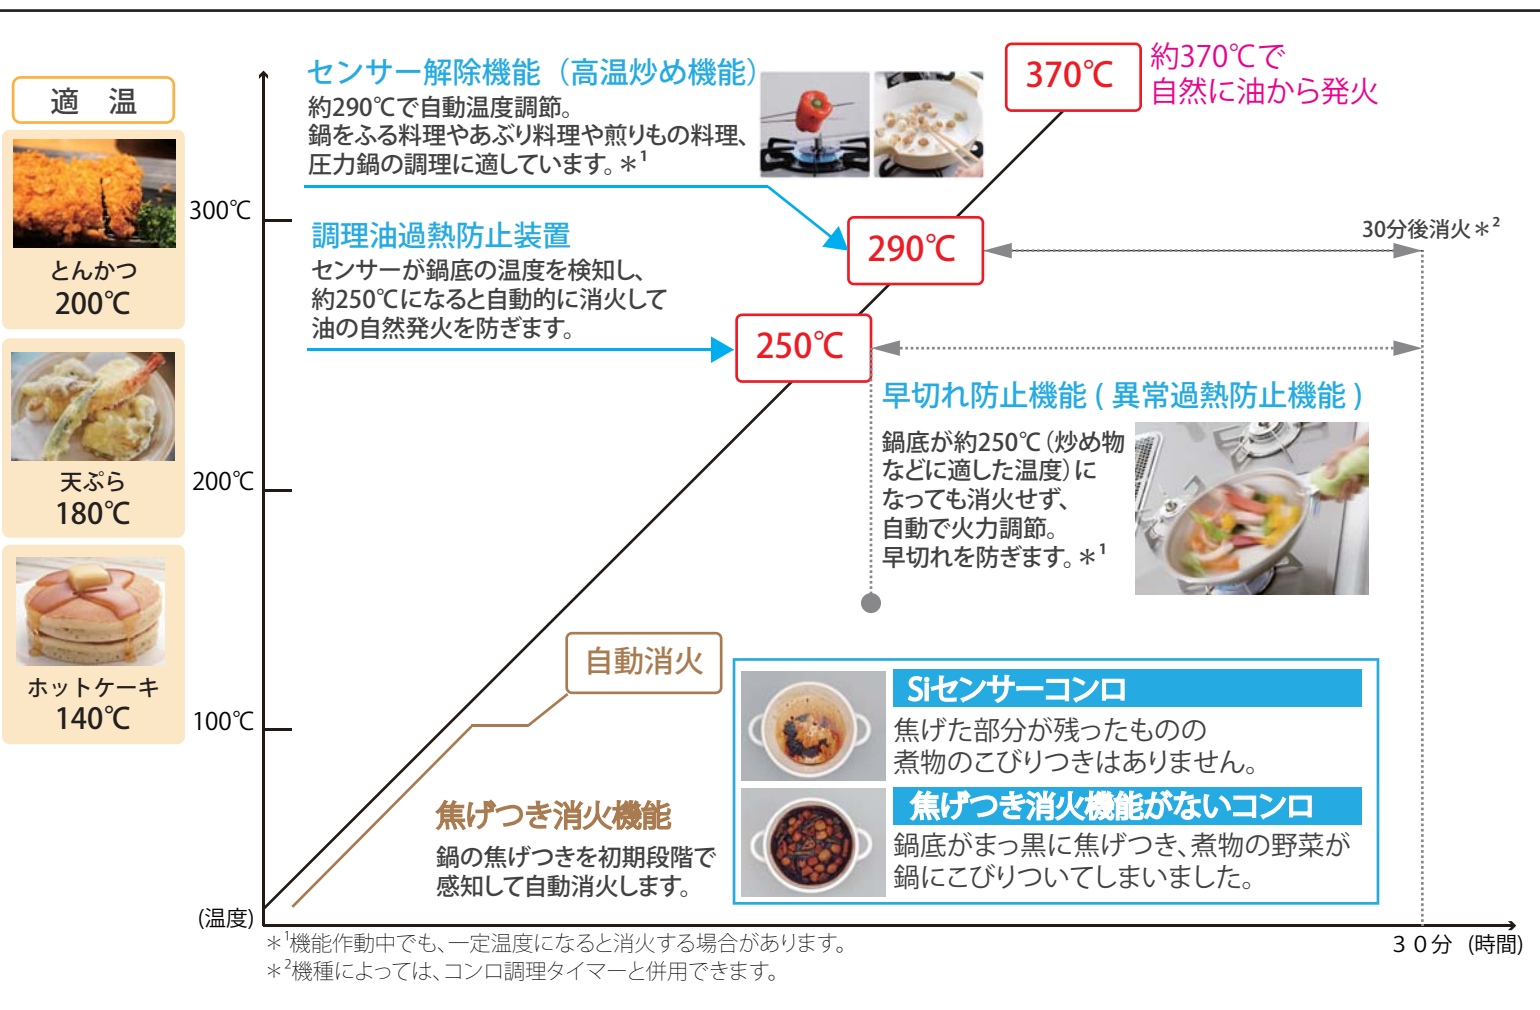 適　温
とんかつ
200℃
天ぷら
180℃
ホットケーキ
140℃
300℃
200℃
100℃
(温度)
センサー解除機能（高温炒め機能）
約290℃で自動温度調節。
鍋をふる料理やあぶり料理や煎りもの料理、
圧力鍋の調理に適しています。＊1
調理油過熱防止装置
センサーが鍋底の温度を検知し、
約250℃になると自動的に消火して
油の自然発火を防ぎます。
370℃
約370℃で
自然に油から発火
290℃
30分後消火＊2
250℃
早切れ防止機能 ( 異常過熱防止機能 )
鍋底が約250℃（炒め物
などに適した温度）に
なっても消火せず、
自動で火力調節。
早切れを防ぎます。＊1
自動消火
焦げつき消火機能
鍋の焦げつきを初期段階で
感知して自動消火します。
Siセンサーコンロ
焦げた部分が残ったものの
煮物のこびりつきはありません。
焦げつき消火機能がないコンロ
鍋底がまっ黒に焦げつき、煮物の野菜が
鍋にこびりついてしまいました。
３０分 (時間)
＊1機能作動中でも、一定温度になると消火する場合があります。
＊2機種によっては、コンロ調理タイマーと併用できます。